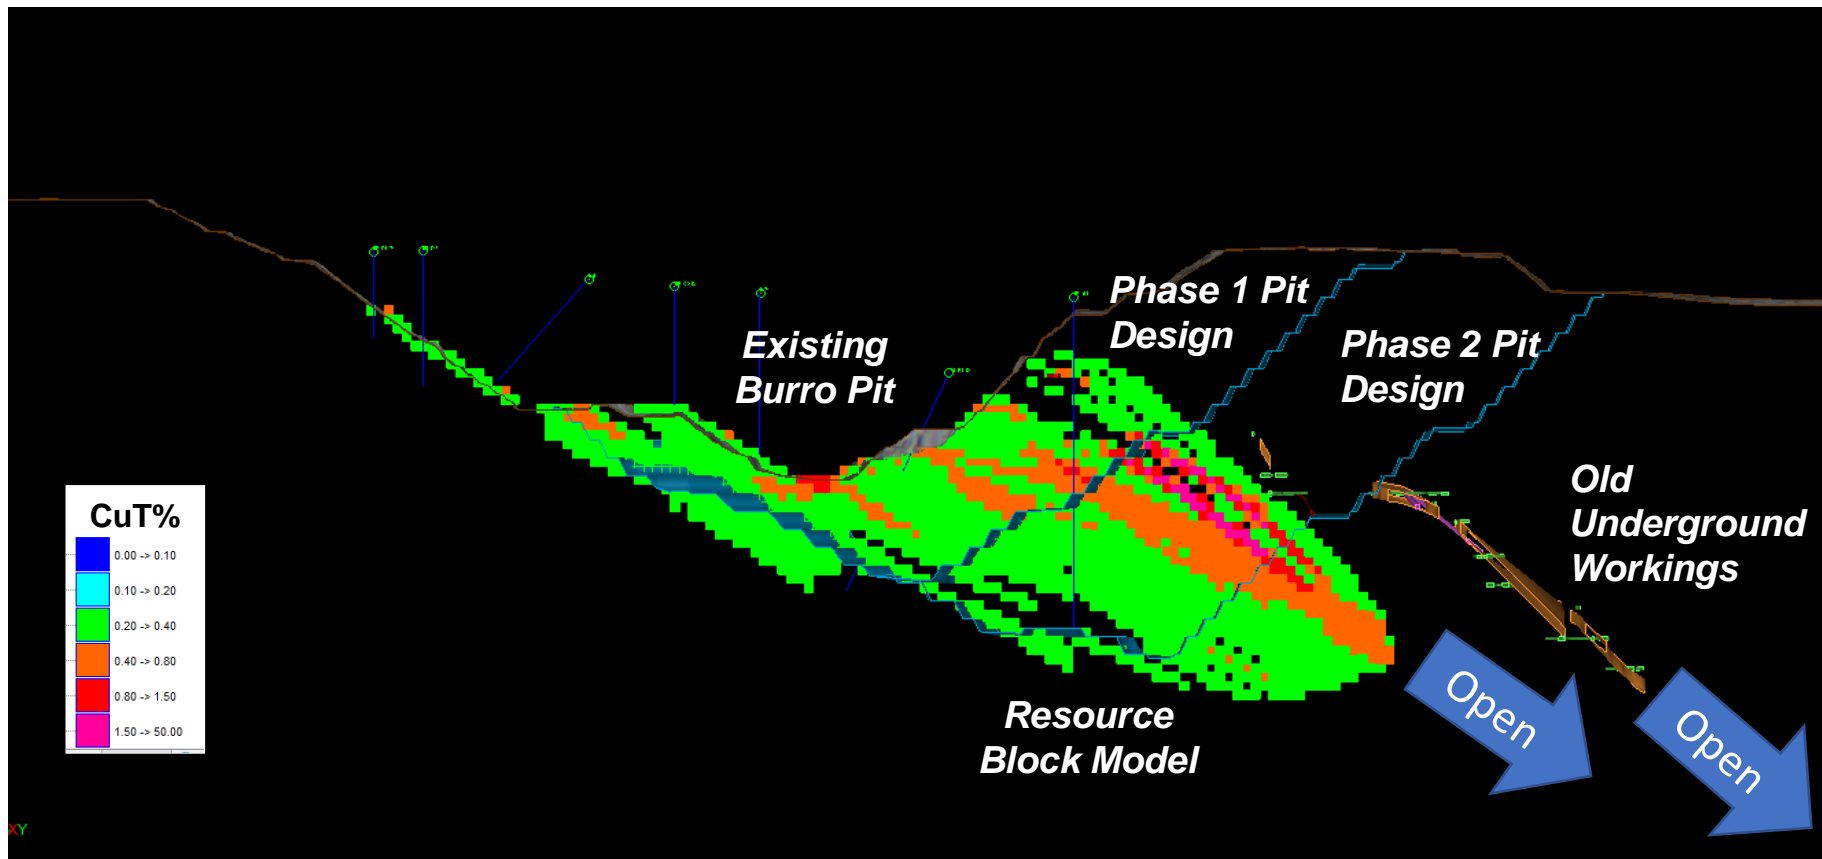 Phase 1 Pit
Design
Existing
Burro Pit
Phase 2 Pit
Design
Old
Underground
Workings
CuT%
0.00 -> 0.10
0.10 -> 0.20
0.20 -> 0.40
0.40 -> 0.80
0.80 -> 1.50
1.50 -> 50.00
Resource
Block Model
Open
Open
XY